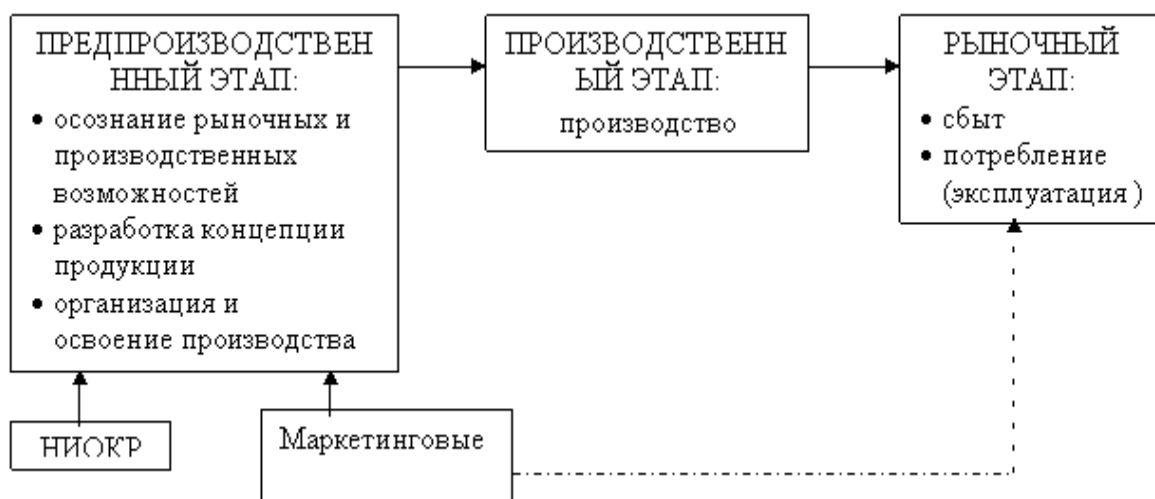 ПРЕДПРОИЗВОДСТВЕН
ННЫЙ ЭТАП:
• осознание рыночных и
производственных
возможностей
• разработка концепции
продукции
• организация и
освоение производства
ПРОИЗВОДСТВЕНН
ЫЙ ЭТАП:
производство
РЫНОЧНЫЙ
ЭТАП:
• сбыт
• потребление
(эксплуатация )
НИОКР
Маркетинговые